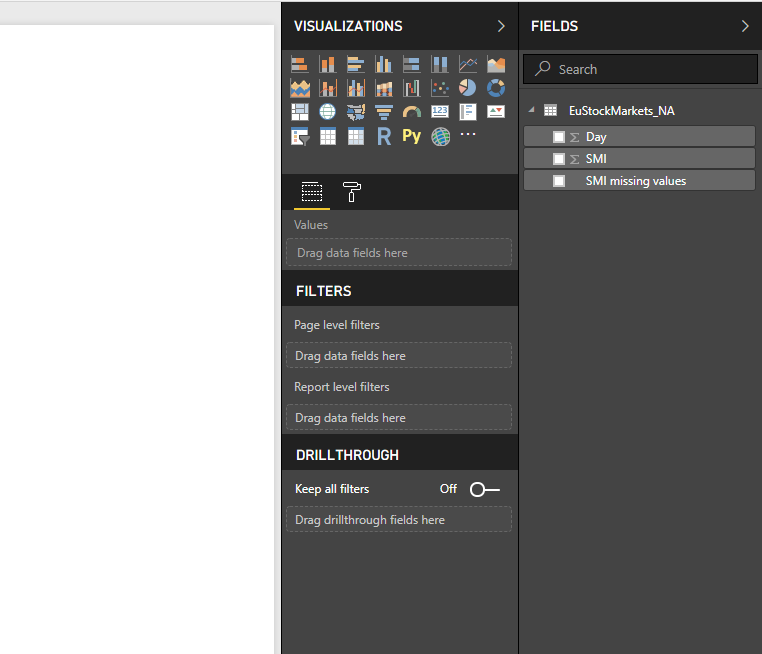 VISUALIZATIONS
123
R
Py
Values
Drag data fields here
FILTERS
Page level filters
Drag data fields here
Report level filters
Drag data fields here
DRILLTHROUGH
Keep all filters Off
Drag drillthrough fields here
FIELDS
Search
EuStockMarkets_NA
Σ Day
Σ SMI
SMI missing values